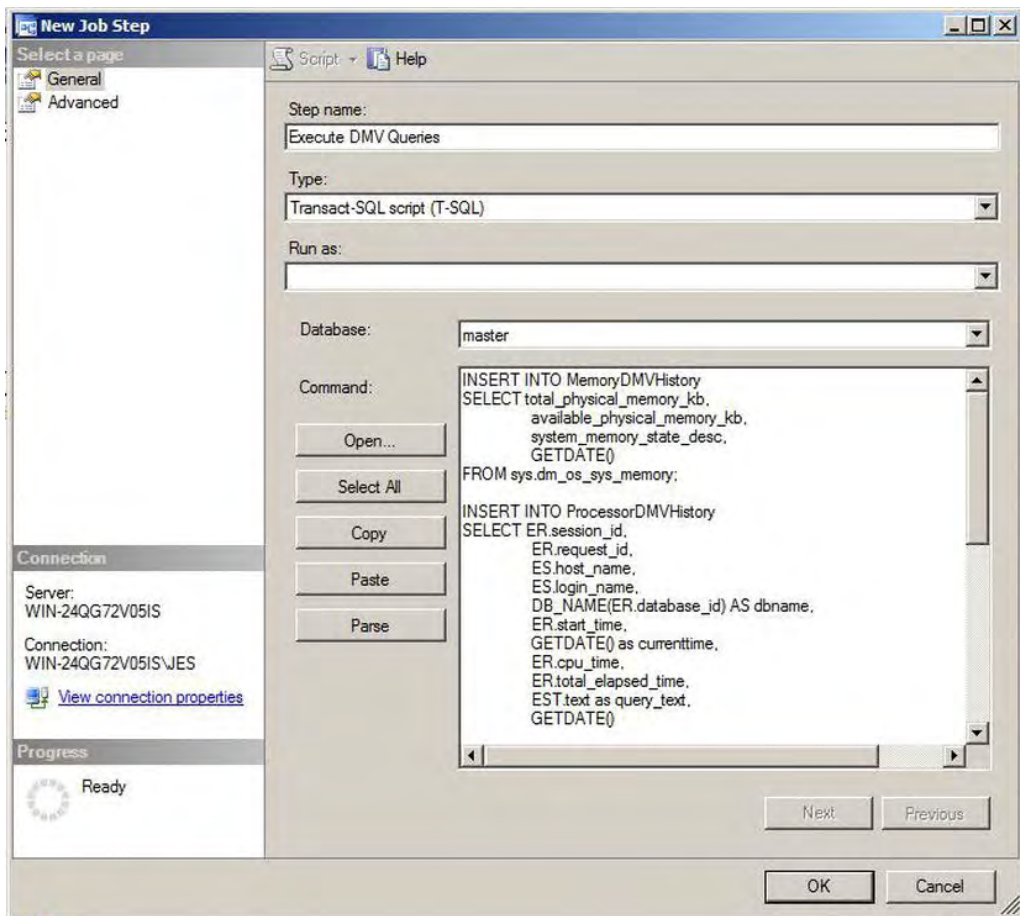 New Job Step
Select a page
General
Advanced
Script
Help
Step name:
Execute DMV Queries
Type:
Transact-SQL script (T-SQL)
Run as:
Database:
master
Command:
Open...
Select All
Copy
Paste
Parse
INSERT INTO MemoryDMVHistory
SELECT total_physical_memory_kb,
available_physical_memory_kb,
system_memory_state_desc,
GETDATE()
FROM sys.dm_os_sys_memory;
INSERT INTO ProcessorDMVHistory
SELECT ER.session_id,
ER.request_id,
ES.host_name,
ES.login_name,
DB_NAME(ER.database_id) AS dbname,
ER.start_time,
GETDATE() as currenttime,
ER.cpu_time,
ER.total_elapsed_time,
EST.text as query_text,
GETDATE()
Connection
Server:
WIN-24QG72V05IS
Connection:
WIN-24QG72V05IS\JES
View connection properties
Progress
Ready
Next
Previous
OK
Cancel